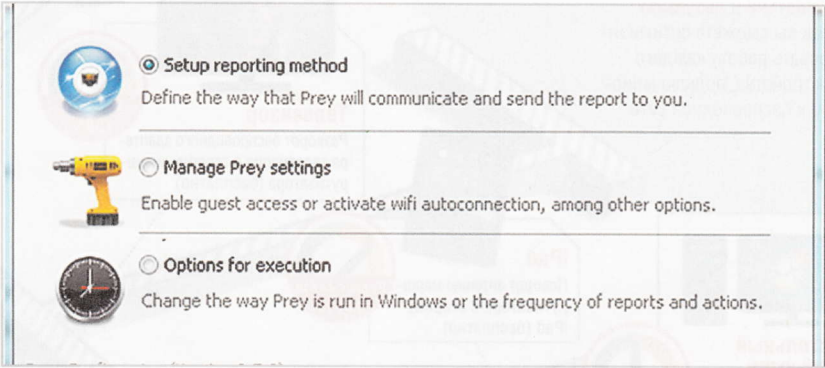 Setup reporting method
Define the way that Prey will communicate and send the report to you.
Manage Prey settings
Enable guest access or activate wifi autoconnection, among other options.
Options for execution
Change the way Prey is run in Windows or the frequency of reports and actions.
iPad